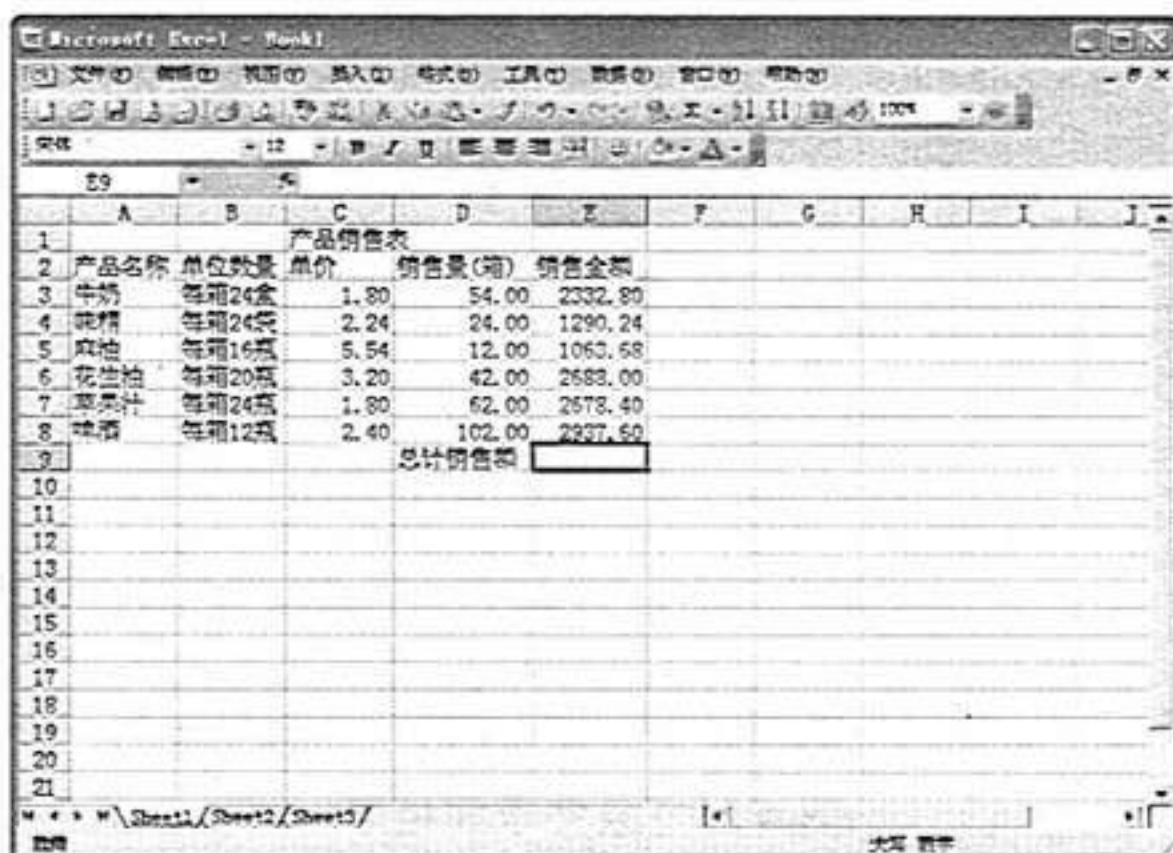 Microsoft Excel - Book1
文件(F) 编辑(E) 视图(V) 插入(I) 格式(O) 工具(T) 数据(D) 窗口(W) 帮助(H)
100%
宋体 12 B I U
E9 fx
A B C D E F G H I J
1 产品销售表
2 产品名称 单位数量 单价 销售量(箱) 销售金额
3 牛奶 每箱24盒 1.80 54.00 2332.80
4 味精 每箱24袋 2.24 24.00 1290.24
5 麻油 每箱16瓶 5.54 12.00 1063.68
6 花生油 每箱20瓶 3.20 42.00 2688.00
7 苹果汁 每箱24瓶 1.80 62.00 2678.40
8 啤酒 每箱12瓶 2.40 102.00 2937.60
9 总计销售额
10
11
12
13
14
15
16
17
18
19
20
21
Sheet1/Sheet2/Sheet3/
就绪 大写 数字